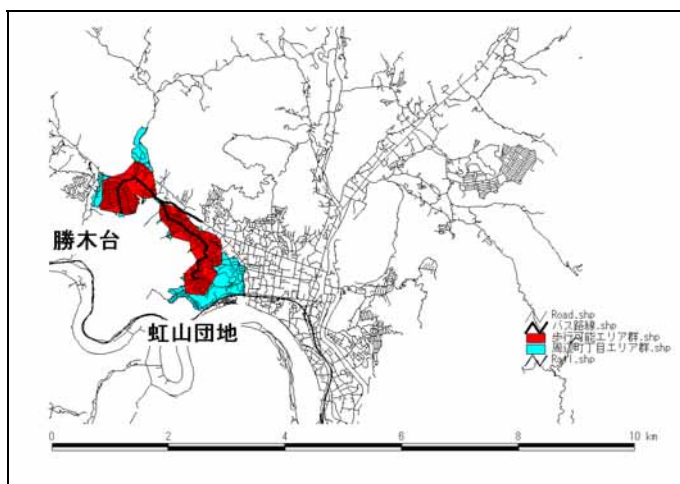 勝木台
虹山団地
Road.shp
バス路線.shp
歩行可能エリア群.shp
周辺町丁目エリア群.shp
Rail.shp
0 2 4 6 8 10 km